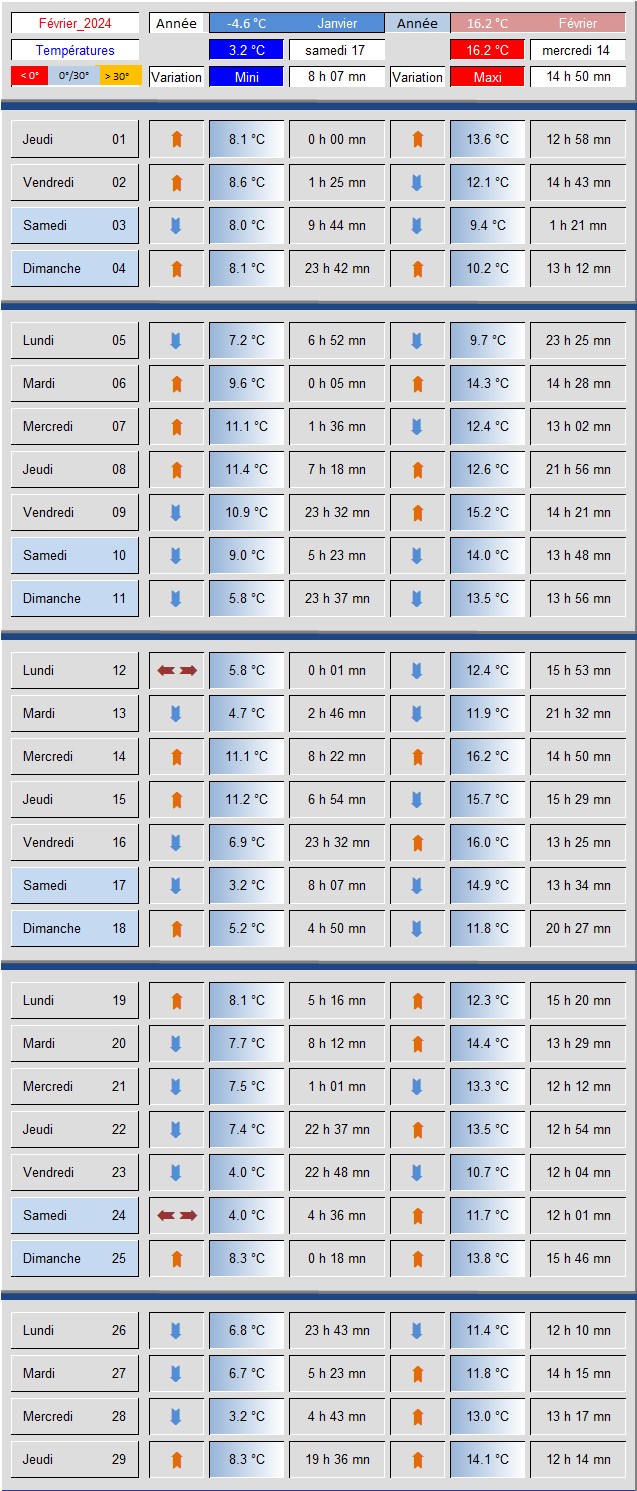 Février_2024 Année -4.6 °C Janvier Année 16.2 °C Février
Températures 3.2 °C samedi 17 16.2 °C mercredi 14
< 0° 0°/30° > 30° Variation Mini 8 h 07 mn Variation Maxi 14 h 50 mn
Jeudi 01 8.1 °C 0 h 00 mn 13.6 °C 12 h 58 mn
Vendredi 02 8.6 °C 1 h 25 mn 12.1 °C 14 h 43 mn
Samedi 03 8.0 °C 9 h 44 mn 9.4 °C 1 h 21 mn
Dimanche 04 8.1 °C 23 h 42 mn 10.2 °C 13 h 12 mn
Lundi 05 7.2 °C 6 h 52 mn 9.7 °C 23 h 25 mn
Mardi 06 9.6 °C 0 h 05 mn 14.3 °C 14 h 28 mn
Mercredi 07 11.1 °C 1 h 36 mn 12.4 °C 13 h 02 mn
Jeudi 08 11.4 °C 7 h 18 mn 12.6 °C 21 h 56 mn
Vendredi 09 10.9 °C 23 h 32 mn 15.2 °C 14 h 21 mn
Samedi 10 9.0 °C 5 h 23 mn 14.0 °C 13 h 48 mn
Dimanche 11 5.8 °C 23 h 37 mn 13.5 °C 13 h 56 mn
Lundi 12 5.8 °C 0 h 01 mn 12.4 °C 15 h 53 mn
Mardi 13 4.7 °C 2 h 46 mn 11.9 °C 21 h 32 mn
Mercredi 14 11.1 °C 8 h 22 mn 16.2 °C 14 h 50 mn
Jeudi 15 11.2 °C 6 h 54 mn 15.7 °C 15 h 29 mn
Vendredi 16 6.9 °C 23 h 32 mn 16.0 °C 13 h 25 mn
Samedi 17 3.2 °C 8 h 07 mn 14.9 °C 13 h 34 mn
Dimanche 18 5.2 °C 4 h 50 mn 11.8 °C 20 h 27 mn
Lundi 19 8.1 °C 5 h 16 mn 12.3 °C 15 h 20 mn
Mardi 20 7.7 °C 8 h 12 mn 14.4 °C 13 h 29 mn
Mercredi 21 7.5 °C 1 h 01 mn 13.3 °C 12 h 12 mn
Jeudi 22 7.4 °C 22 h 37 mn 13.5 °C 12 h 54 mn
Vendredi 23 4.0 °C 22 h 48 mn 10.7 °C 12 h 04 mn
Samedi 24 4.0 °C 4 h 36 mn 11.7 °C 12 h 01 mn
Dimanche 25 8.3 °C 0 h 18 mn 13.8 °C 15 h 46 mn
Lundi 26 6.8 °C 23 h 43 mn 11.4 °C 12 h 10 mn
Mardi 27 6.7 °C 5 h 23 mn 11.8 °C 14 h 15 mn
Mercredi 28 3.2 °C 4 h 43 mn 13.0 °C 13 h 17 mn
Jeudi 29 8.3 °C 19 h 36 mn 14.1 °C 12 h 14 mn